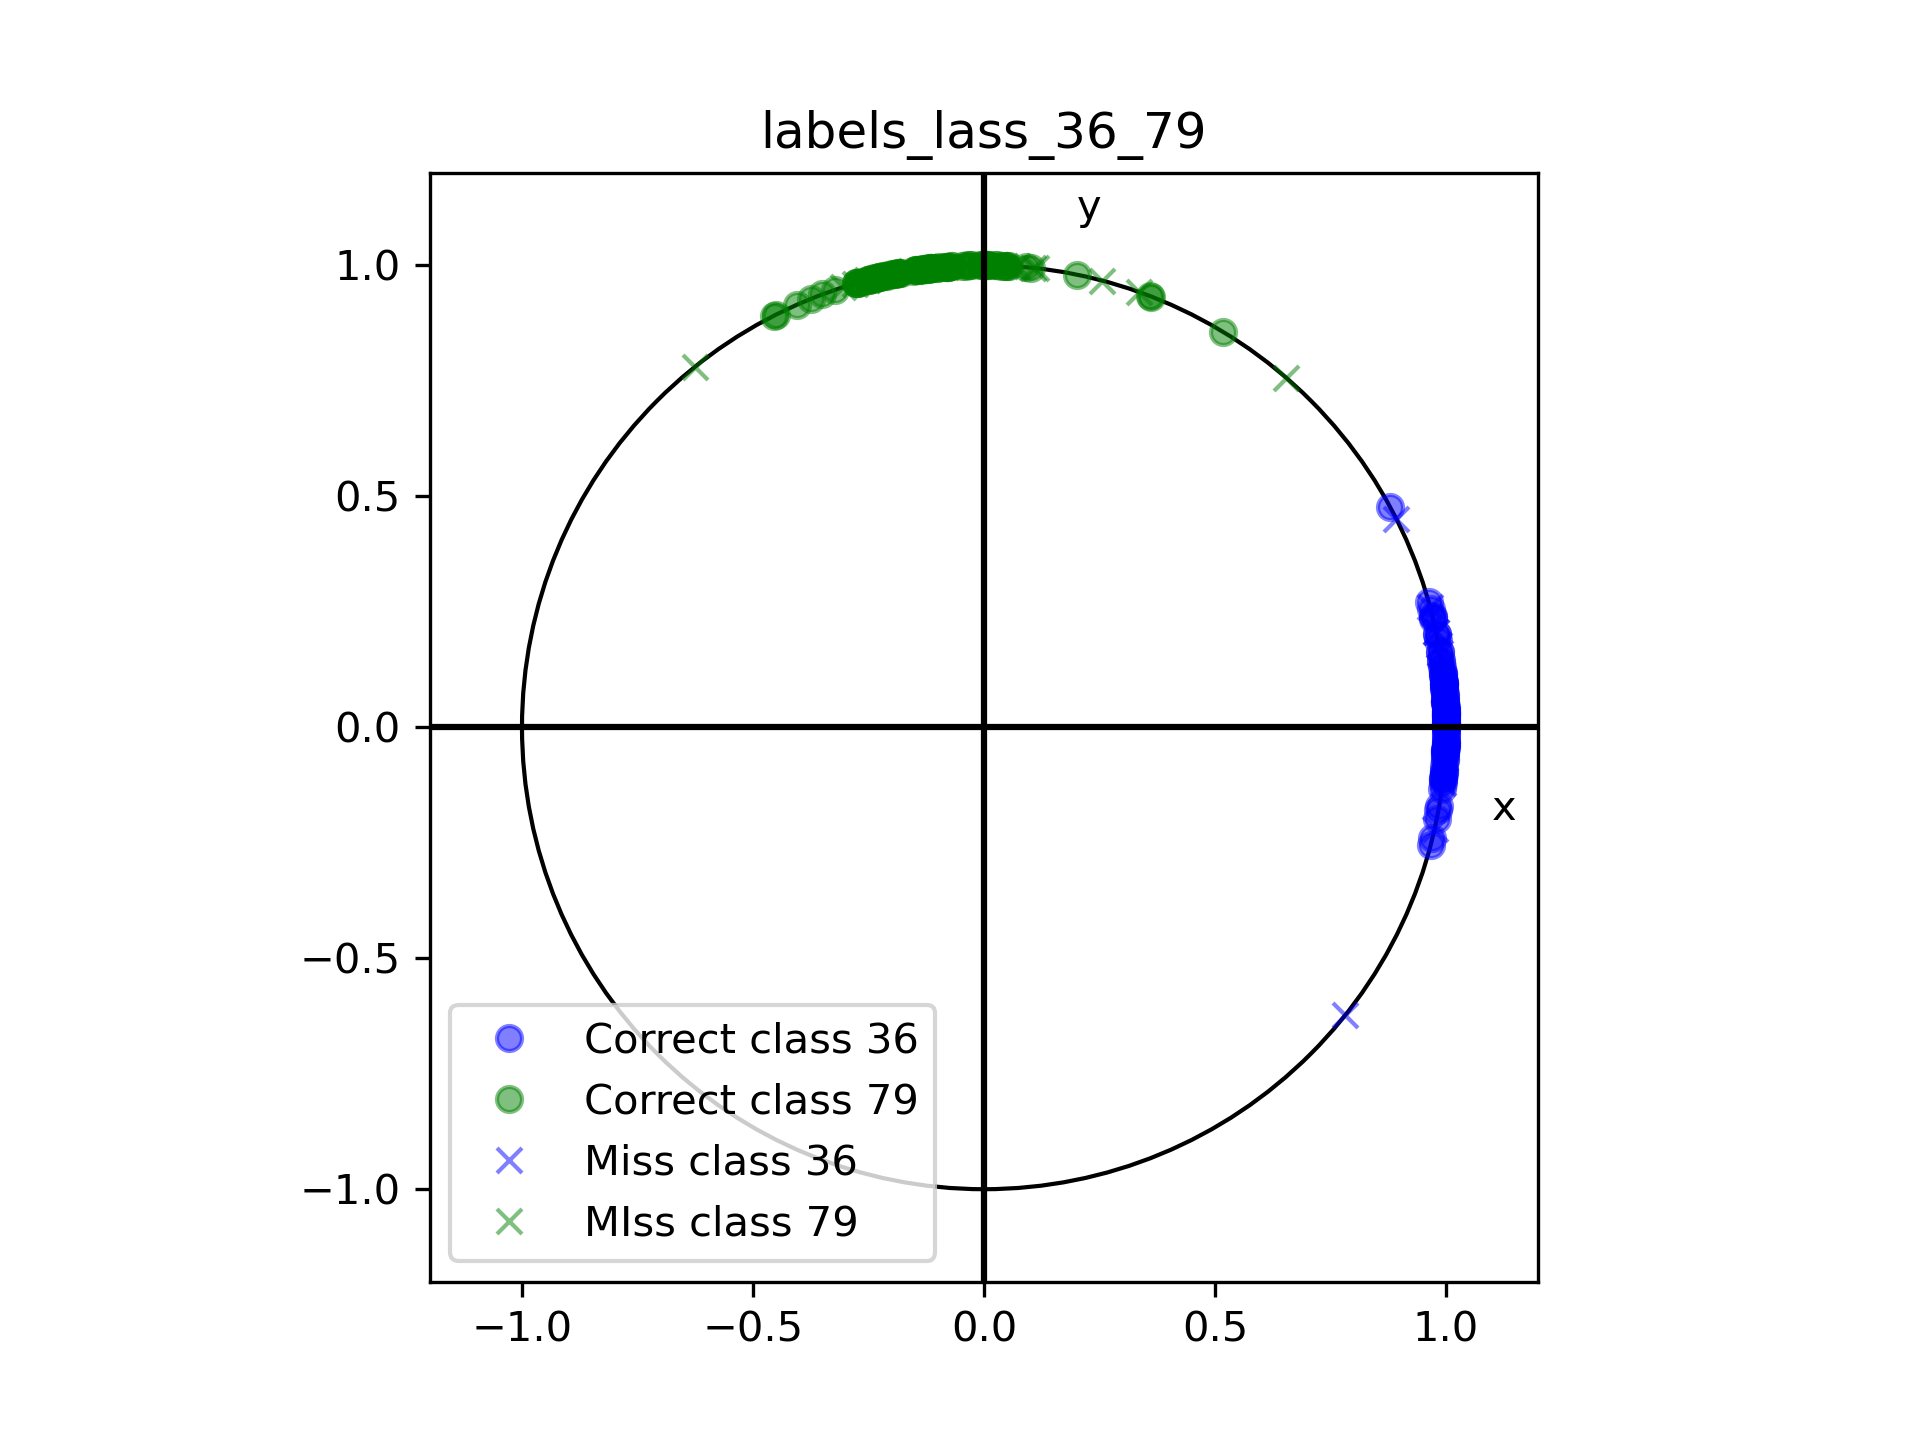 labels_lass_36_79
y
1.0
0.5
0.0
−0.5
−1.0
x
Correct class 36
Correct class 79
Miss class 36
MIss class 79
−1.0 −0.5 0.0 0.5 1.0